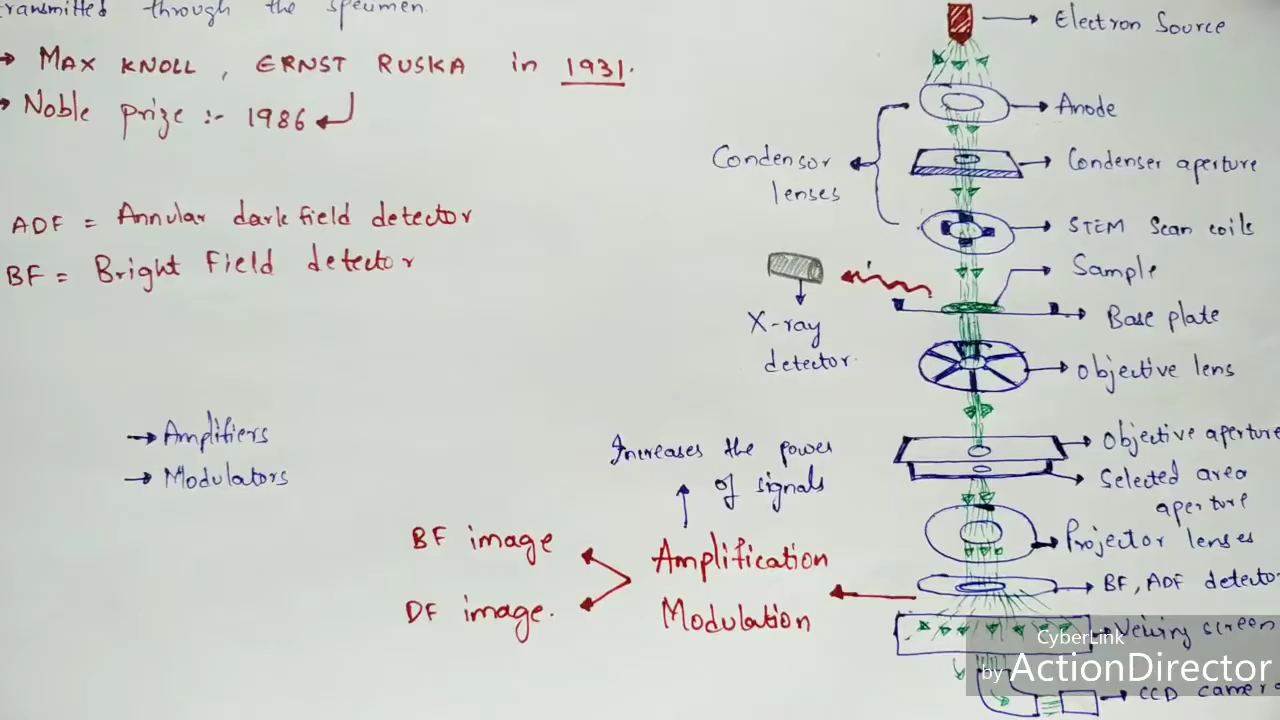 transmitted through the specimen.
→ MAX KNOLL, ERNST RUSKA in 1931.
→ Noble prize :- 1986
ADF = Annular dark field detector
BF = Bright Field detector
→ Amplifiers
→ Modulators
BF image
DF image.
Increases the power
of signals
Amplification
Modulation
Condensor
lenses
X-ray
detector.
Electron Source
Anode
Condenser aperture
STEM Scan coils
Sample
Base plate
Objective lens
Objective aperture
Selected area
aperture
Projector lenses
BF, ADF detector
Veiwing screen
CCD camera
CyberLink
by ActionDirector